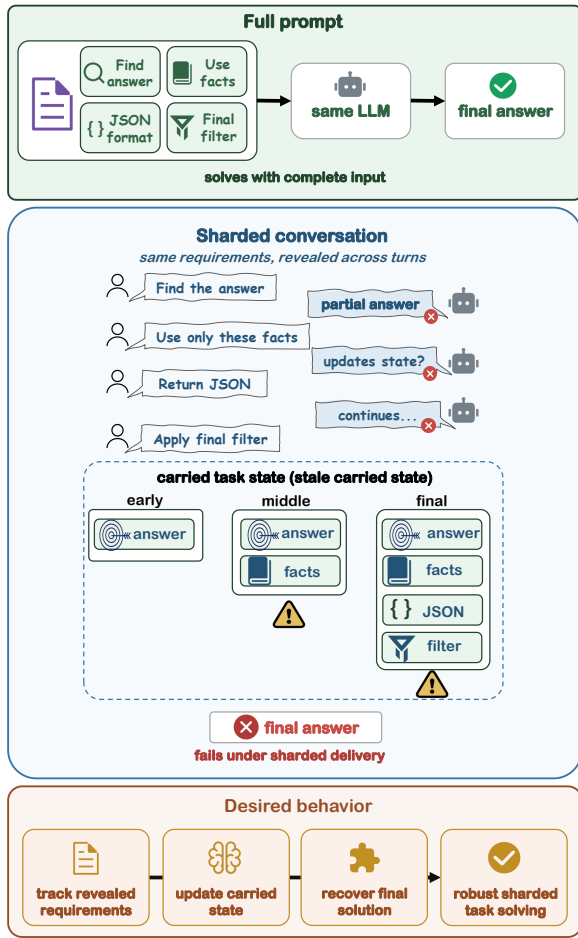 Full prompt
Find
answer
Use
facts
{ } JSON
format
Final
filter
same LLM
final answer
solves with complete input
Sharded conversation
same requirements, revealed across turns
Find the answer
partial answer
Use only these facts
updates state?
Return JSON
continues...
Apply final filter
carried task state (stale carried state)
early
middle
final
answer
answer
answer
facts
facts
{ } JSON
filter
final answer
fails under sharded delivery
Desired behavior
track revealed
requirements
update carried
state
recover final
solution
robust sharded
task solving